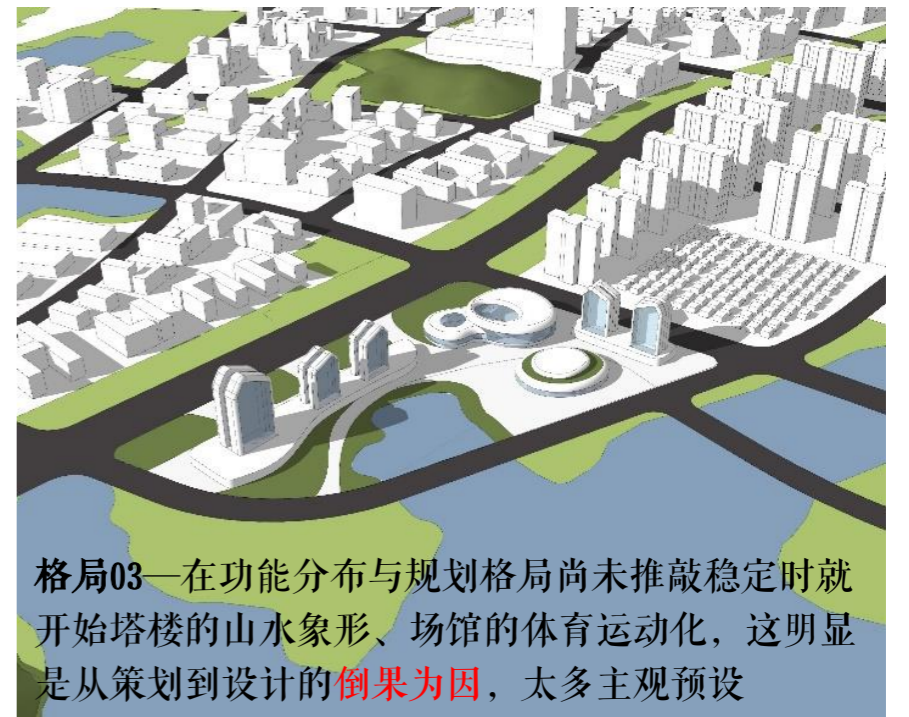 格局03—在功能分布与规划格局尚未推敲稳定时就
开始塔楼的山水象形、场馆的体育运动化，这明显
是从策划到设计的倒果为因，太多主观预设